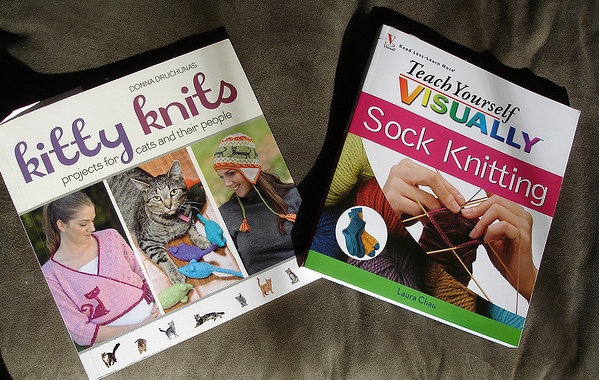 DONNA DRUCHUNAS
kitty knits
projects for cats and their people
V
Read Less-Learn More
Teach Yourself
VISUALLY
Sock Knitting
Laura Chau